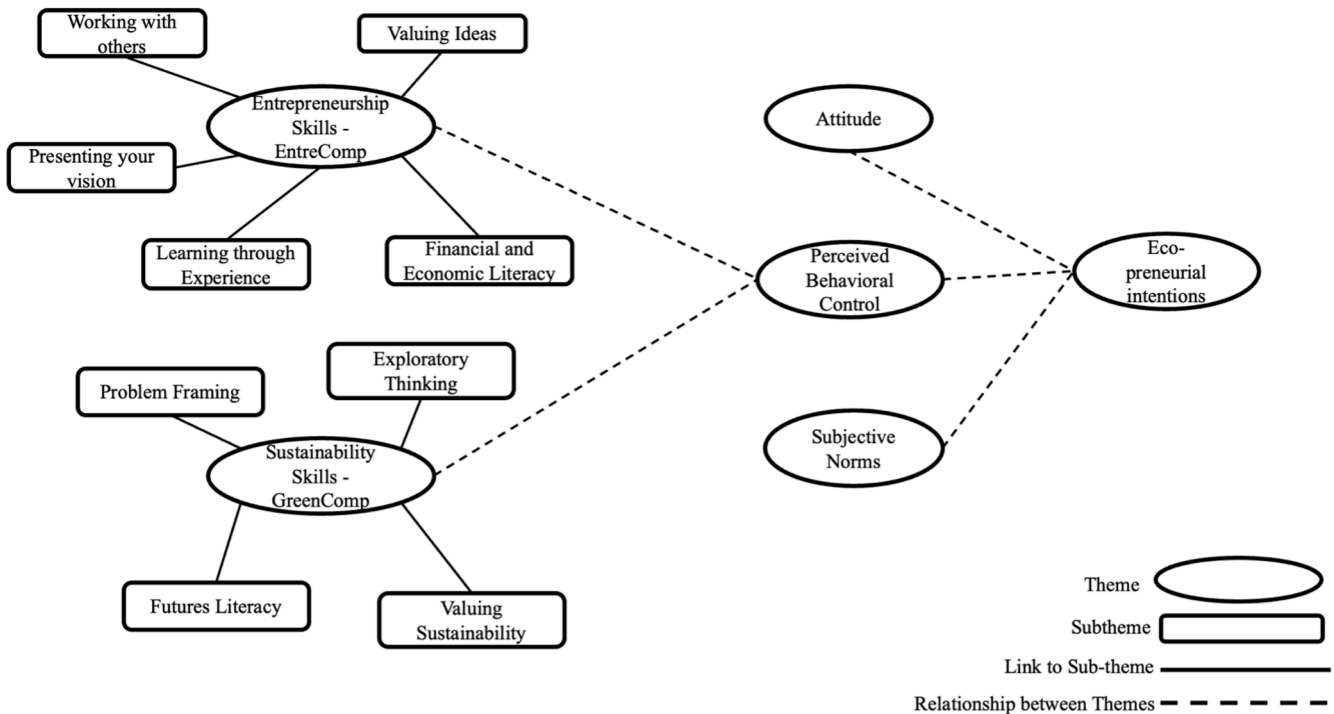 Working with
others
Valuing Ideas
Entrepreneurship
Skills -
EntreComp
Presenting your
vision
Learning through
Experience
Financial and
Economic Literacy
Attitude
Perceived
Behavioral
Control
Eco-
preneurial
intentions
Subjective
Norms
Problem Framing
Exploratory
Thinking
Sustainability
Skills -
GreenComp
Futures Literacy
Valuing
Sustainability
Theme
Subtheme
Link to Sub-theme
Relationship between Themes